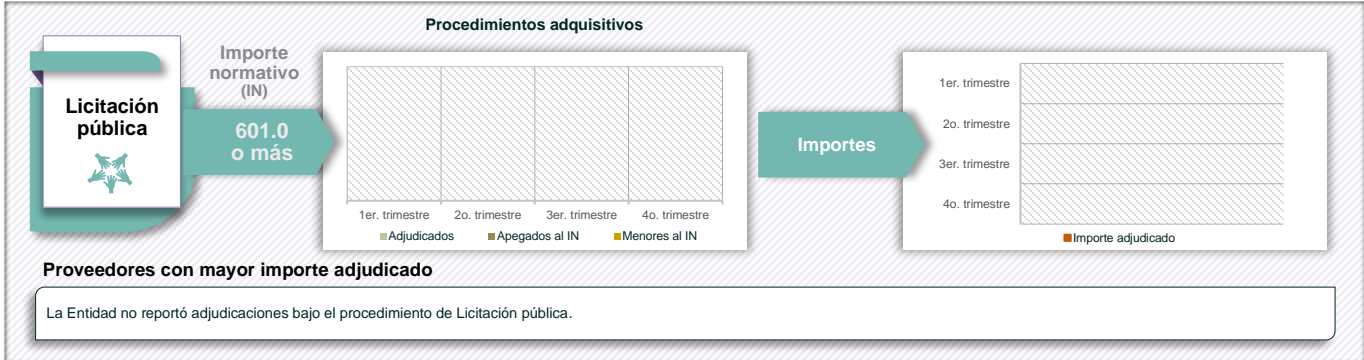 Procedimientos adquisitivos
Licitación
pública
Importe
normativo
(IN)
601.0
o más
1er. trimestre 2o. trimestre 3er. trimestre 4o. trimestre
Adjudicados Apegados al IN Menores al IN
Importes
1er. trimestre
2o. trimestre
3er. trimestre
4o. trimestre
Importe adjudicado
Proveedores con mayor importe adjudicado
La Entidad no reportó adjudicaciones bajo el procedimiento de Licitación pública.